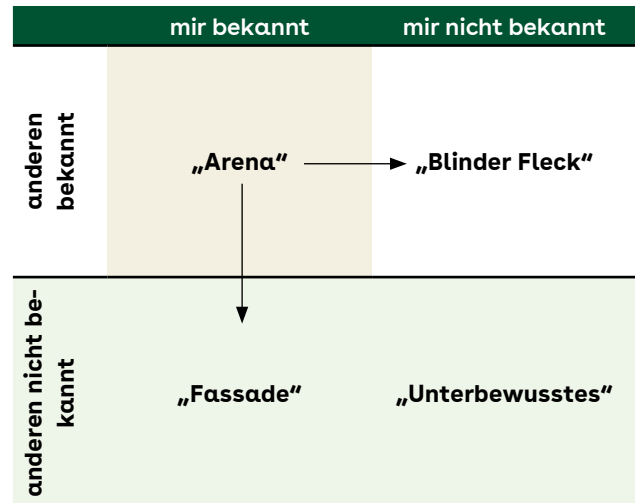 mir bekannt mir nicht bekannt
anderen
bekannt
„Arena“ „Blinder Fleck“
anderen nicht be-
kannt
„Fassade“ „Unterbewusstes“